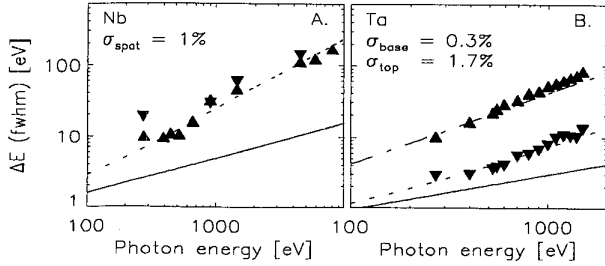 Nb A.
σspat = 1%
Ta B.
σbase = 0.3%
σtop = 1.7%
ΔE (fwhm) [eV]
100
10
1
100 1000
100 1000
Photon energy [eV]
Photon energy [eV]